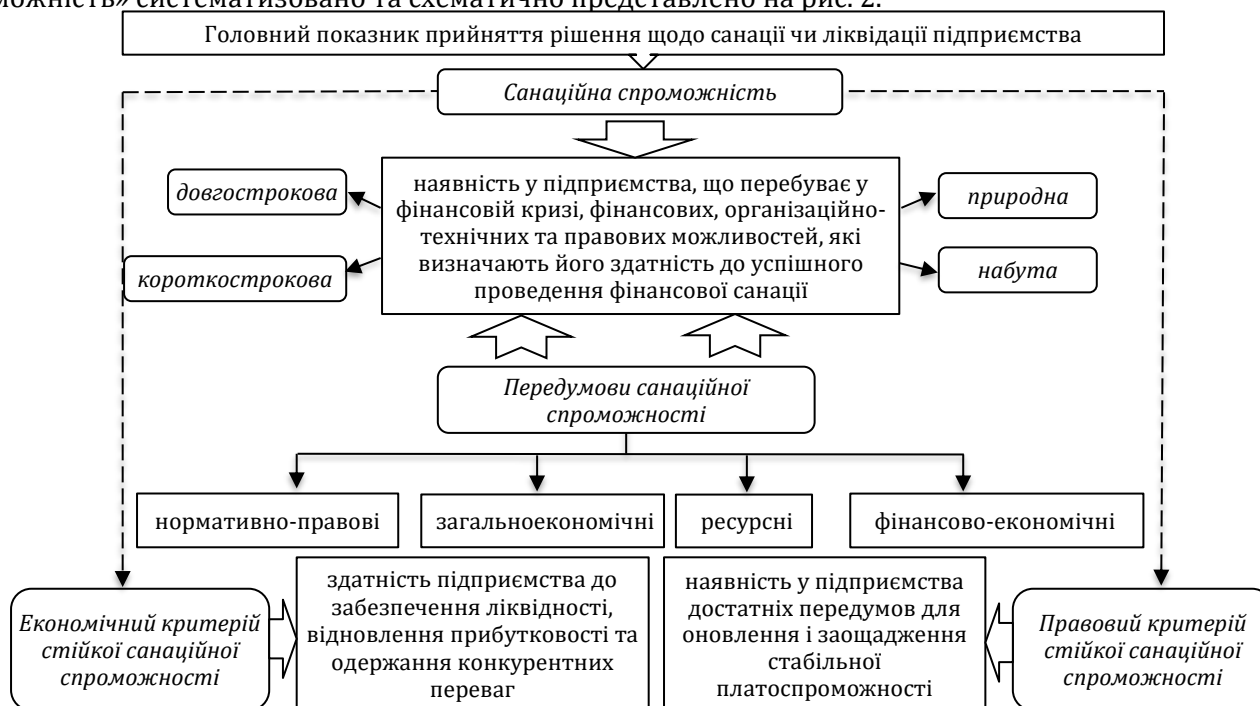 можність» систематизовано та схематично представлено на рис. 2.
Головний показник прийняття рішення щодо санації чи ліквідації підприємства
Санаційна спроможність
довгострокова
короткострокова
наявність у підприємства, що перебуває у
фінансовій кризі, фінансових, організаційно-
технічних та правових можливостей, які
визначають його здатність до успішного
проведення фінансової санації
природна
набута
Передумови санаційної
спроможності
нормативно-правові
загальноекономічні
ресурсні
фінансово-економічні
Економічний критерій
стійкої санаційної
спроможності
здатність підприємства до
забезпечення ліквідності,
відновлення прибутковості та
одержання конкурентних
переваг
наявність у підприємства
достатніх передумов для
оновлення і заощадження
стабільної
платоспроможності
Правовий критерій
стійкої санаційної
спроможності